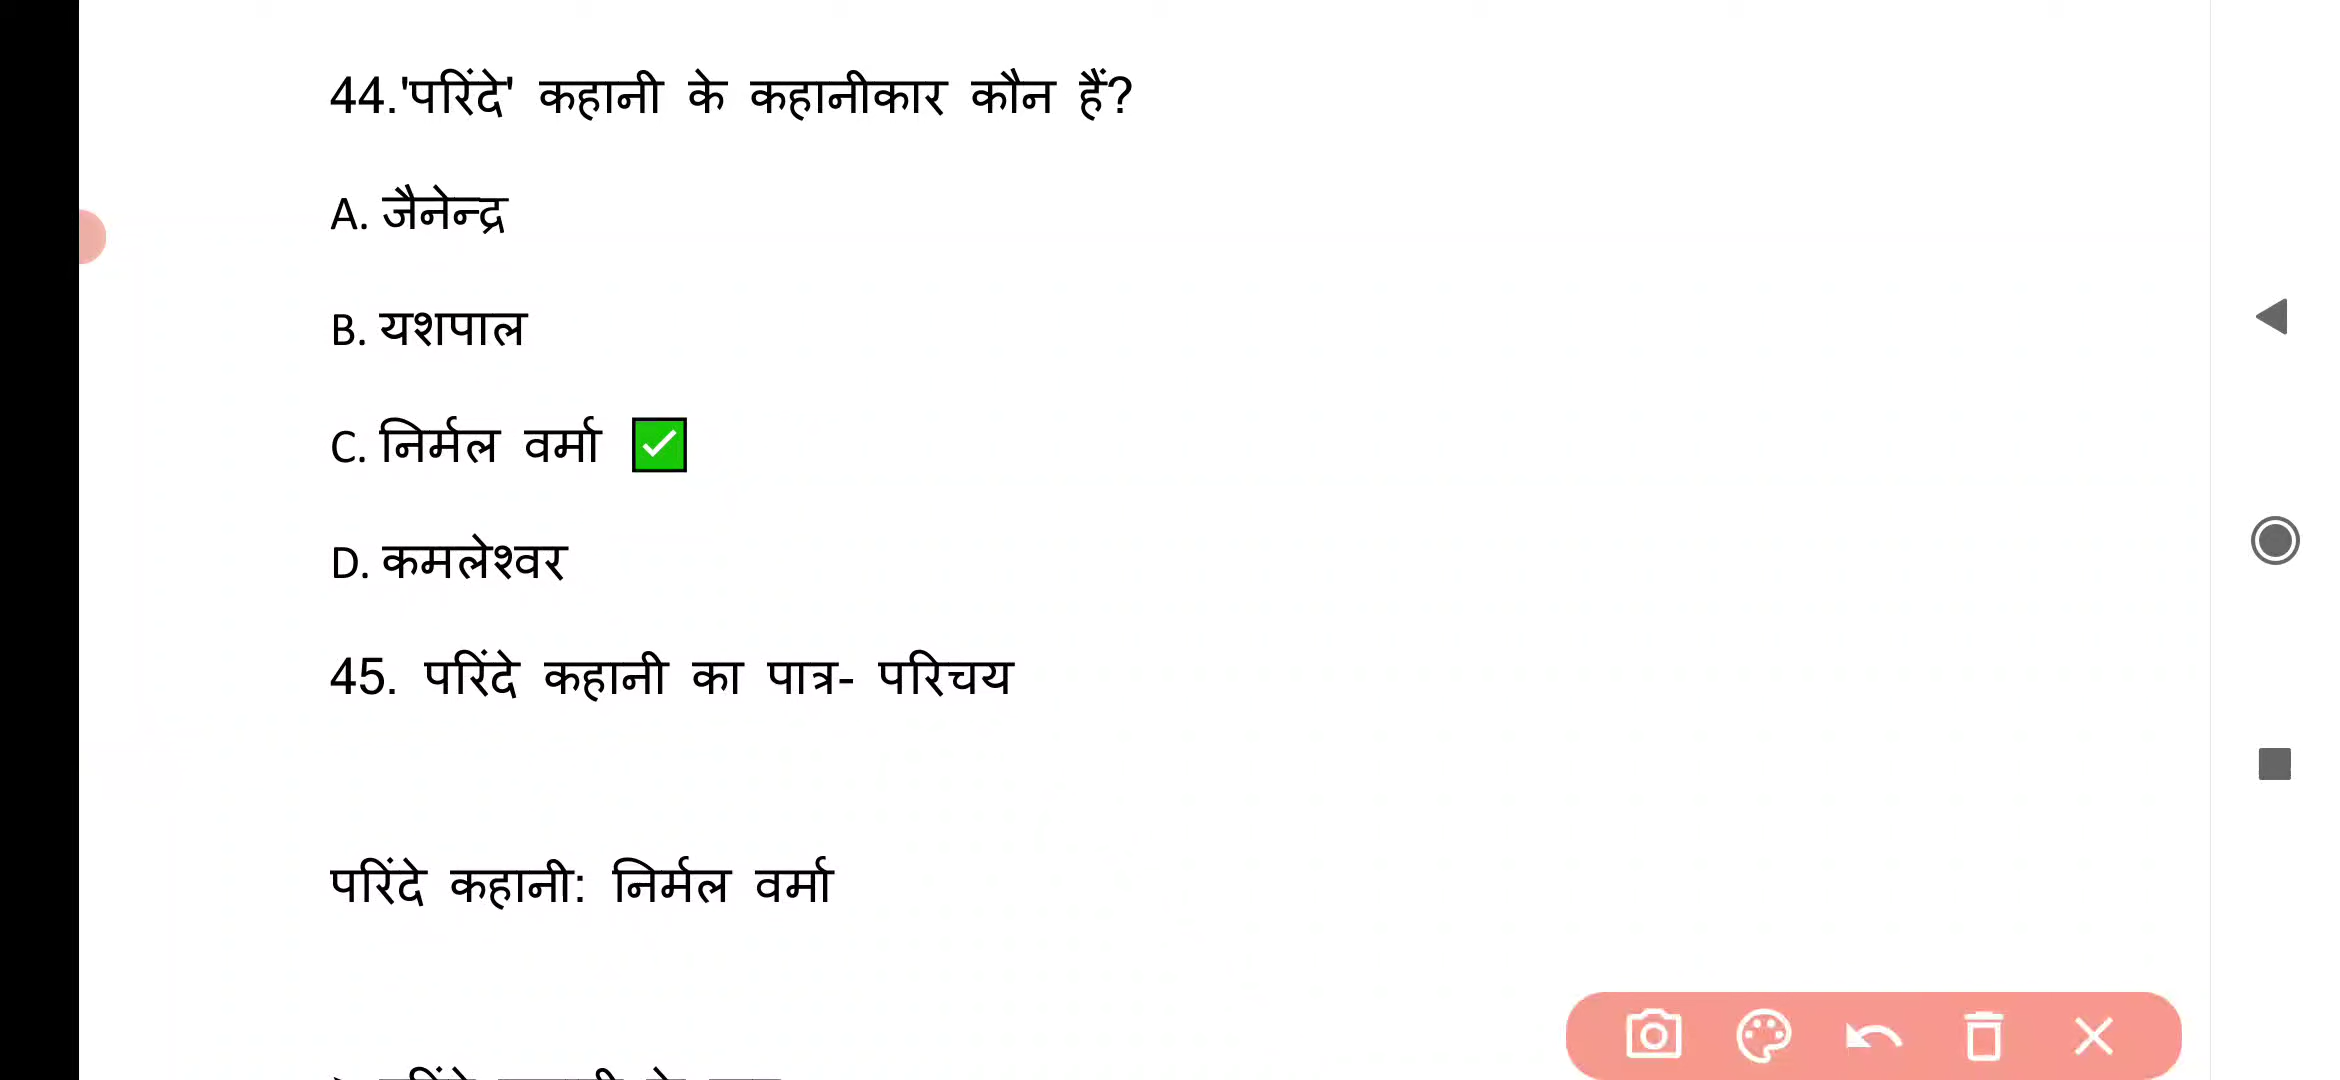 44.'परिंदे' कहानी के कहानीकार कौन हैं?
A. जैनेन्द्र
B. यशपाल
C. निर्मल वर्मा
D. कमलेश्वर
45. परिंदे कहानी का पात्र- परिचय
परिंदे कहानी: निर्मल वर्मा